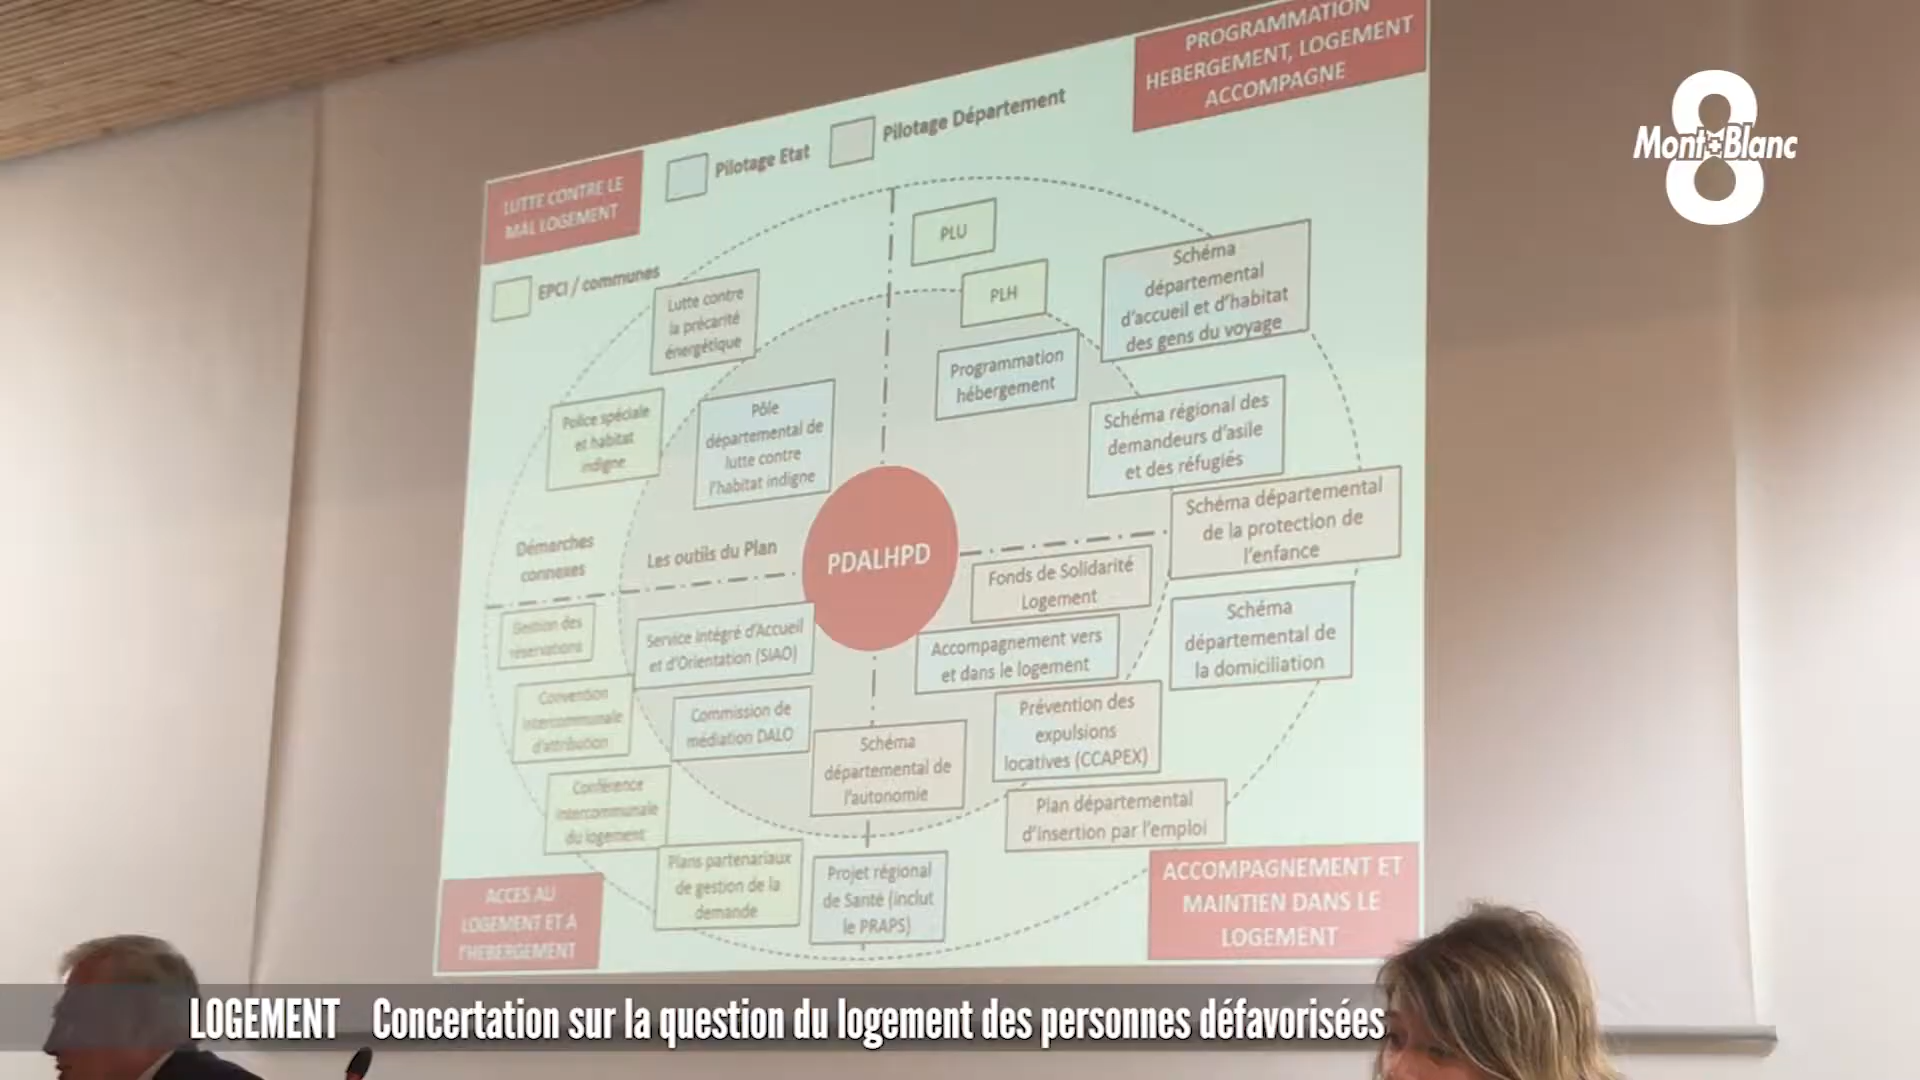 PROGRAMMATION
HEBERGEMENT, LOGEMENT
ACCOMPAGNE
8
Mont Blanc
Pilotage Etat
Pilotage Département
LUTTE CONTRE LE
MAL LOGEMENT
EPCI / communes
PLU
PLH
Lutte contre
la précarité
énergétique
Schéma
départemental
d'accueil et d'habitat
des gens du voyage
Programmation
hébergement
Police spéciale
et habitat
indigne
Pôle
départemental de
lutte contre
l'habitat indigne
Schéma régional des
demandeurs d'asile
et des réfugiés
Schéma départemental
de la protection de
l'enfance
Démarches
connexes
Les outils du Plan
PDALHPD
Fonds de Solidarité
Logement
Gestion des
réservations
Service Intégré d'Accueil
et d'Orientation (SIAO)
Accompagnement vers
et dans le logement
Schéma
départemental de
la domiciliation
Convention
intercommunale
d'attribution
Commission de
médiation DALO
Schéma
départemental de
l'autonomie
Prévention des
expulsions
locatives (CCAPEX)
Conférence
intercommunale
du logement
Plan départemental
d'insertion par l'emploi
Plans partenariaux
de gestion de la
demande
Projet régional
de Santé (inclut
le PRAPS)
ACCES AU
LOGEMENT ET A
l'HEBERGEMENT
ACCOMPAGNEMENT ET
MAINTIEN DANS LE
LOGEMENT
LOGEMENT Concertation sur la question du logement des personnes défavorisées